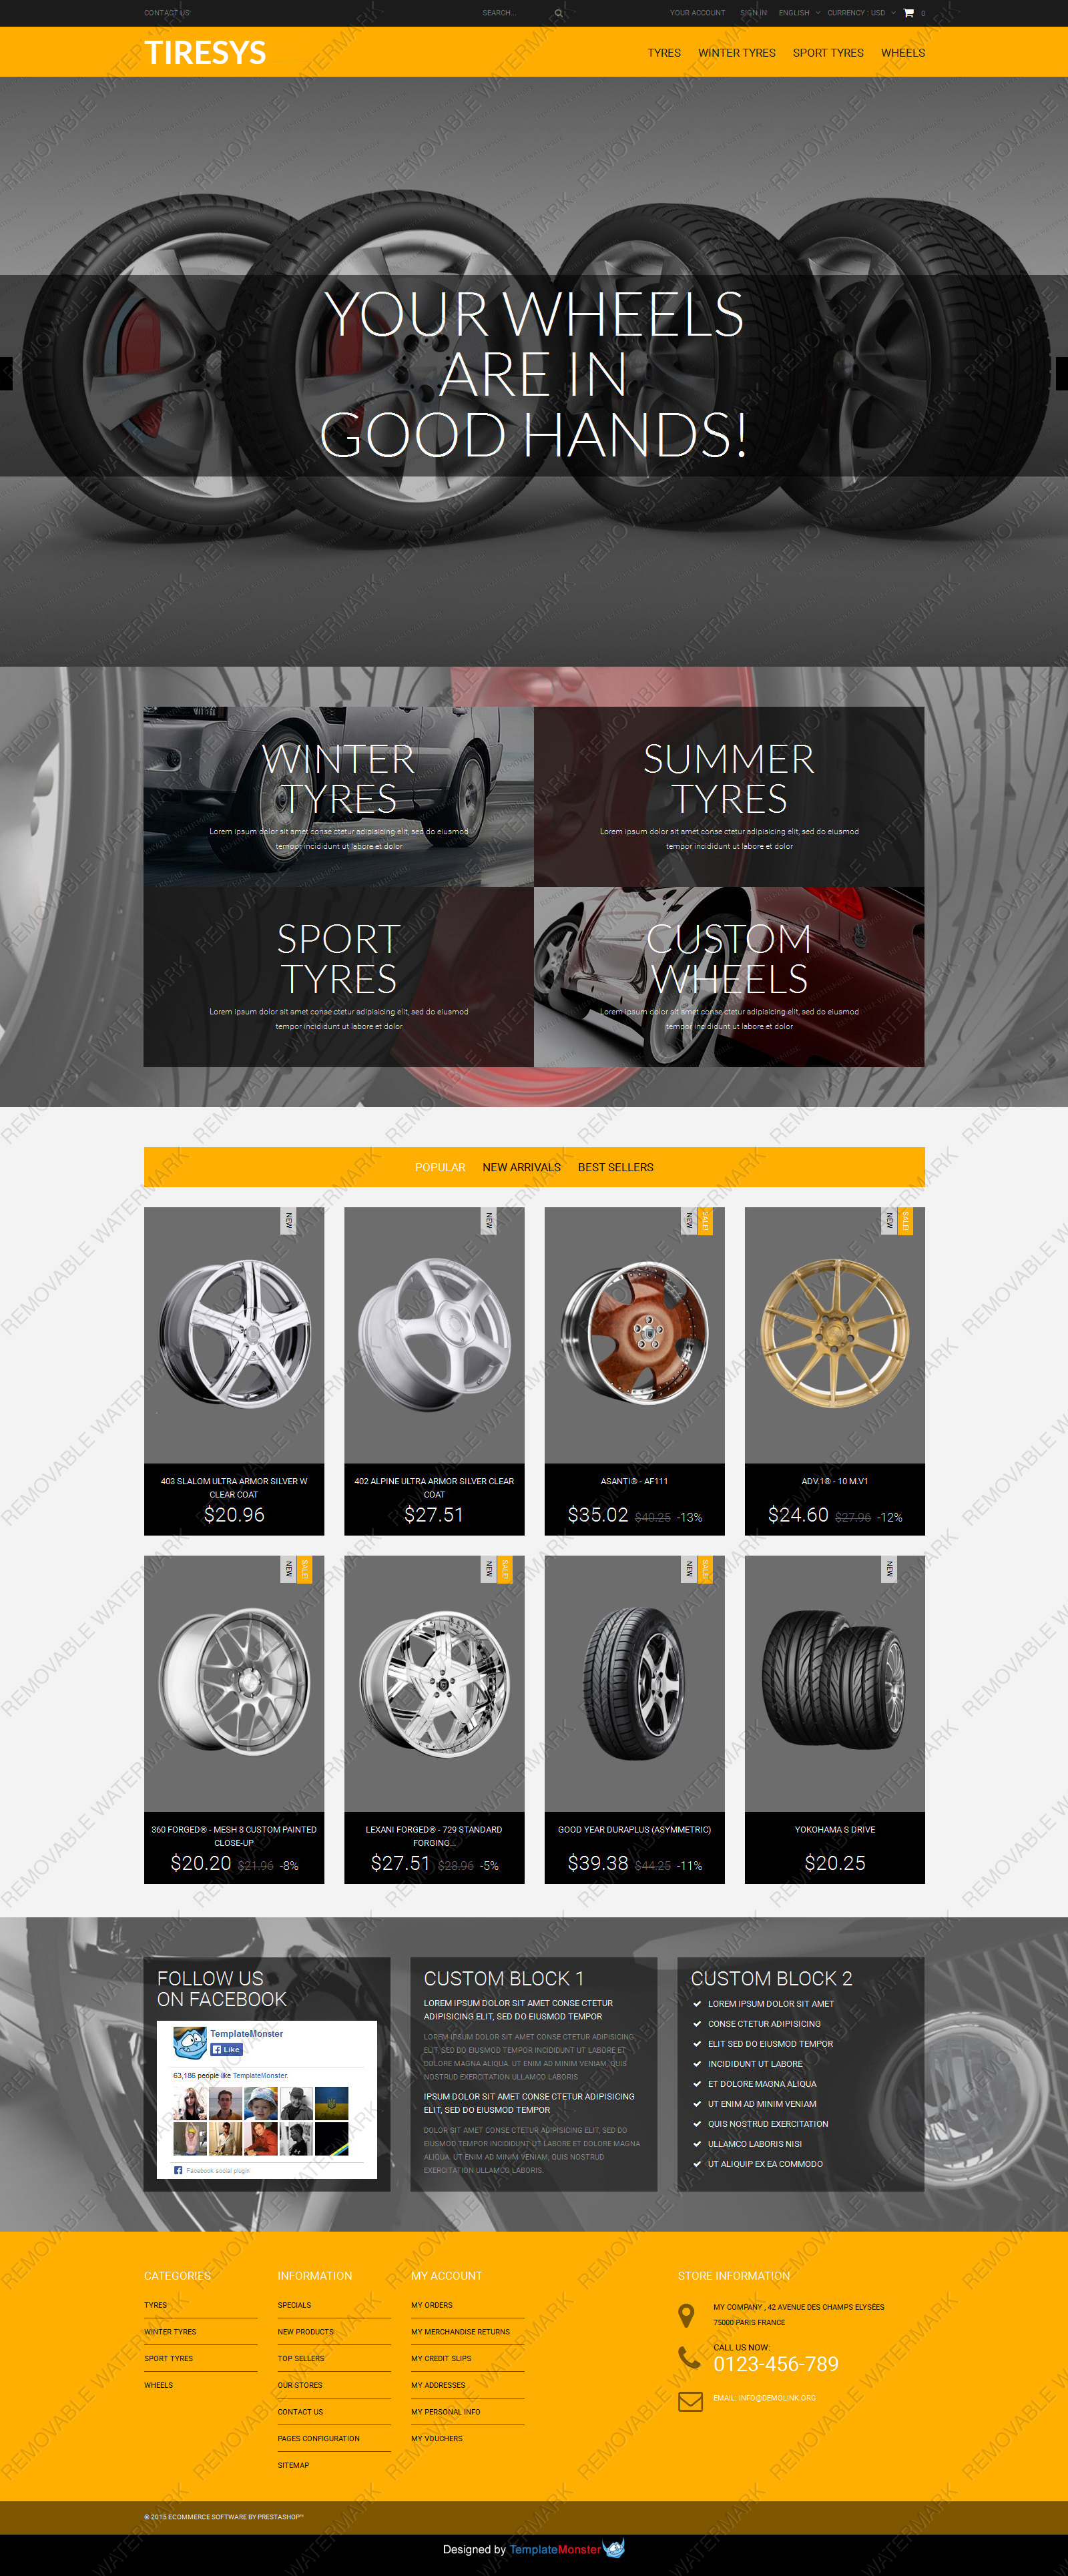 CONTACT US
SEARCH...
YOUR ACCOUNT SIGN IN ENGLISH CURRENCY : USD 0
TIRESYS
TYRES WINTER TYRES SPORT TYRES WHEELS
YOUR WHEELS
ARE IN
GOOD HANDS!
WINTER
TYRES
Lorem ipsum dolor sit amet conse ctetur adipisicing elit, sed do eiusmod
tempor incididunt ut labore et dolor
SUMMER
TYRES
Lorem ipsum dolor sit amet conse ctetur adipisicing elit, sed do eiusmod
tempor incididunt ut labore et dolor
SPORT
TYRES
Lorem ipsum dolor sit amet conse ctetur adipisicing elit, sed do eiusmod
tempor incididunt ut labore et dolor
CUSTOM
WHEELS
Lorem ipsum dolor sit amet conse ctetur adipisicing elit, sed do eiusmod
tempor incididunt ut labore et dolor
POPULAR NEW ARRIVALS BEST SELLERS
NEW
403 SLALOM ULTRA ARMOR SILVER W
CLEAR COAT
$20.96
NEW
402 ALPINE ULTRA ARMOR SILVER CLEAR
COAT
$27.51
NEW SALE!
ASANTI® - AF111
$35.02 $40.25 -13%
NEW SALE!
ADV.1® - 10 M.V1
$24.60 $27.96 -12%
NEW SALE!
360 FORGED® - MESH 8 CUSTOM PAINTED
CLOSE-UP
$20.20 $21.96 -8%
NEW SALE!
LEXANI FORGED® - 729 STANDARD
FORGING...
$27.51 $28.96 -5%
NEW SALE!
GOOD YEAR DURAPLUS (ASYMMETRIC)
$39.38 $44.25 -11%
NEW
YOKOHAMA S DRIVE
$20.25
FOLLOW US
ON FACEBOOK
TemplateMonster
Like
63,186 people like TemplateMonster.
Facebook social plugin
CUSTOM BLOCK 1
LOREM IPSUM DOLOR SIT AMET CONSE CTETUR
ADIPISICING ELIT, SED DO EIUSMOD TEMPOR
LOREM IPSUM DOLOR SIT AMET CONSE CTETUR ADIPISICING
ELIT, SED DO EIUSMOD TEMPOR INCIDIDUNT UT LABORE ET
DOLORE MAGNA ALIQUA. UT ENIM AD MINIM VENIAM, QUIS
NOSTRUD EXERCITATION ULLAMCO LABORIS
IPSUM DOLOR SIT AMET CONSE CTETUR ADIPISICING
ELIT, SED DO EIUSMOD TEMPOR
DOLOR SIT AMET CONSE CTETUR ADIPISICING ELIT, SED DO
EIUSMOD TEMPOR INCIDIDUNT UT LABORE ET DOLORE MAGNA
ALIQUA. UT ENIM AD MINIM VENIAM, QUIS NOSTRUD
EXERCITATION ULLAMCO LABORIS.
CUSTOM BLOCK 2
LOREM IPSUM DOLOR SIT AMET
CONSE CTETUR ADIPISICING
ELIT SED DO EIUSMOD TEMPOR
INCIDIDUNT UT LABORE
ET DOLORE MAGNA ALIQUA
UT ENIM AD MINIM VENIAM
QUIS NOSTRUD EXERCITATION
ULLAMCO LABORIS NISI
UT ALIQUIP EX EA COMMODO
CATEGORIES
TYRES
WINTER TYRES
SPORT TYRES
WHEELS
INFORMATION
SPECIALS
NEW PRODUCTS
TOP SELLERS
OUR STORES
CONTACT US
PAGES CONFIGURATION
SITEMAP
MY ACCOUNT
MY ORDERS
MY MERCHANDISE RETURNS
MY CREDIT SLIPS
MY ADDRESSES
MY PERSONAL INFO
MY VOUCHERS
STORE INFORMATION
MY COMPANY , 42 AVENUE DES CHAMPS ELYSÉES
75000 PARIS FRANCE
CALL US NOW:
0123-456-789
EMAIL: INFO@DEMOLINK.ORG
© 2015 ECOMMERCE SOFTWARE BY PRESTASHOP™
Designed by TemplateMonster
REMOVABLE WATERMARK